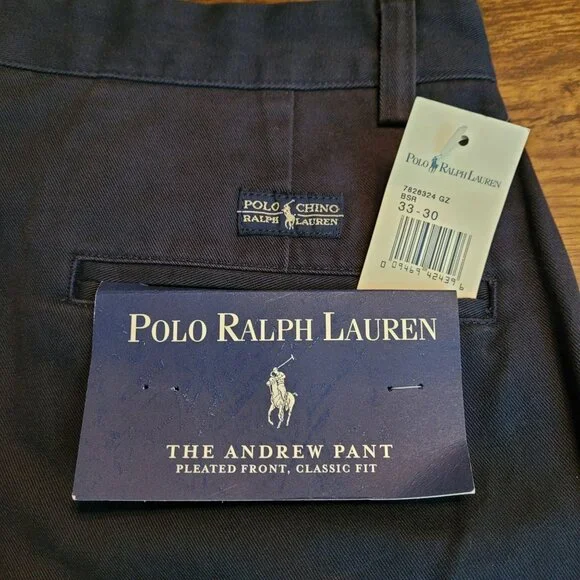 POLO CHINO
RALPH LAUREN
POLO RALPH LAUREN
7828324 GZ
BSR
33-30
0 09469 42439 6
POLO RALPH LAUREN
THE ANDREW PANT
PLEATED FRONT, CLASSIC FIT